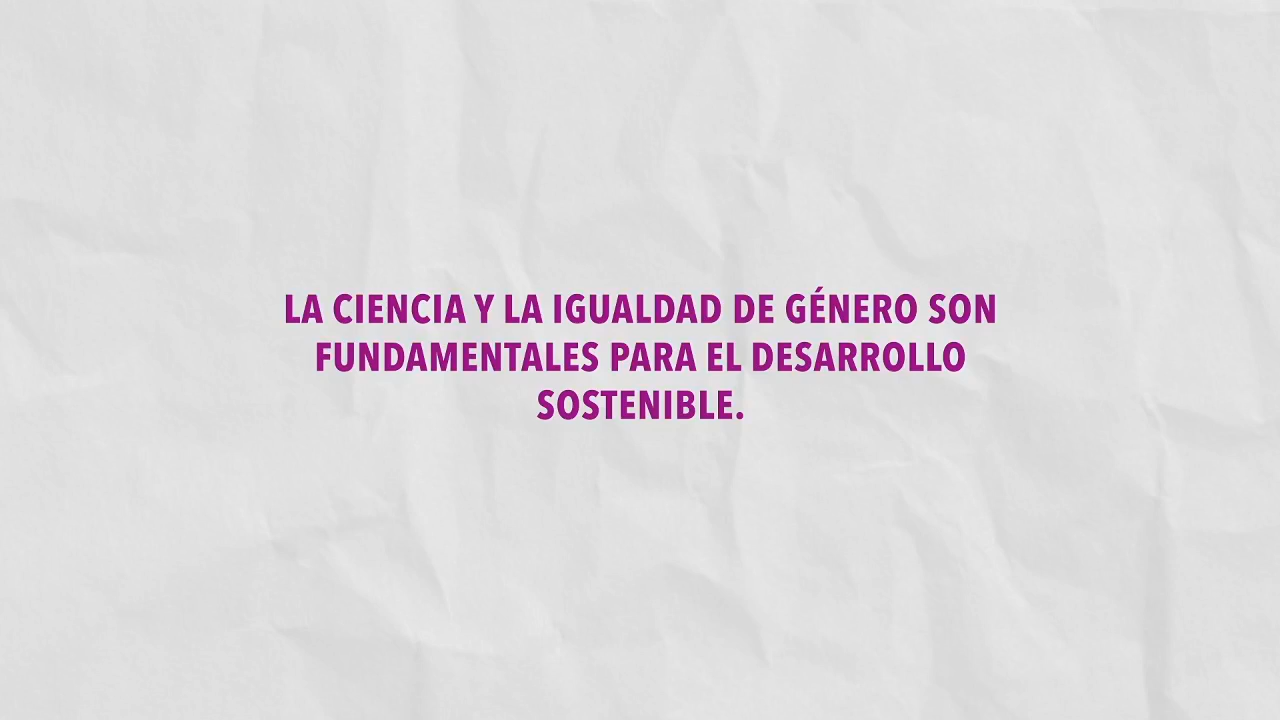 LA CIENCIA Y LA IGUALDAD DE GÉNERO SON
FUNDAMENTALES PARA EL DESARROLLO
SOSTENIBLE.